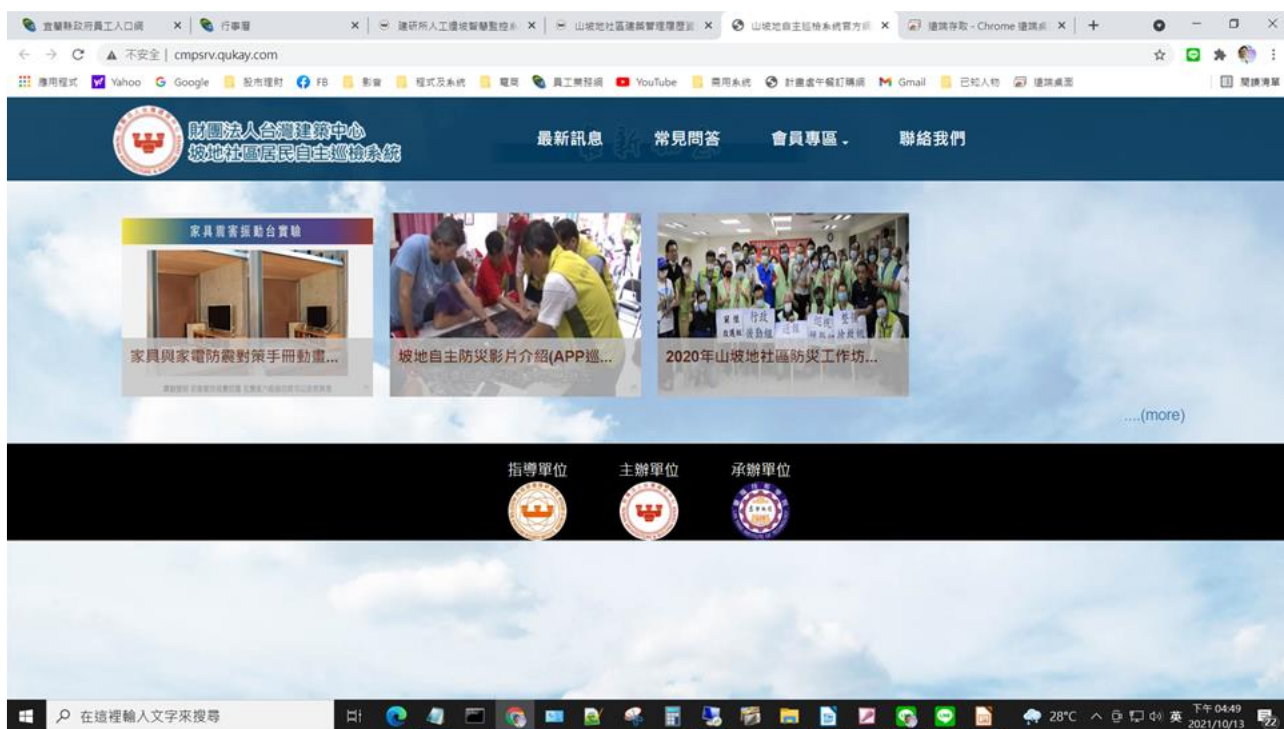 宜蘭縣政府員工入口網
行事曆
建研所人工邊坡智慧監控系
山坡地社區建築管理履歷
山坡地自主巡檢系統官方網
遠端存取 - Chrome 遠端桌
不安全 | cmpsrv.qukay.com
應用程式
Yahoo
Google
股市理財
FB
影音
程式及系統
員工業務網
YouTube
商用系統
計畫處午餐訂購網
Gmail
已知人物
遠端桌面
閱讀清單
財團法人台灣建築中心
坡地社區居民自主巡檢系統
最新訊息
常見問答
會員專區
聯絡我們
家具震害振動台實驗
家具與家電防震對策手冊動畫...
坡地自主防災影片介紹(APP巡...
行政
後勤組
2020年山坡地社區防災工作坊...
....(more)
指導單位
主辦單位
承辦單位
在這裡輸入文字來搜尋
28°C
英
下午 04:49
2021/10/13
22